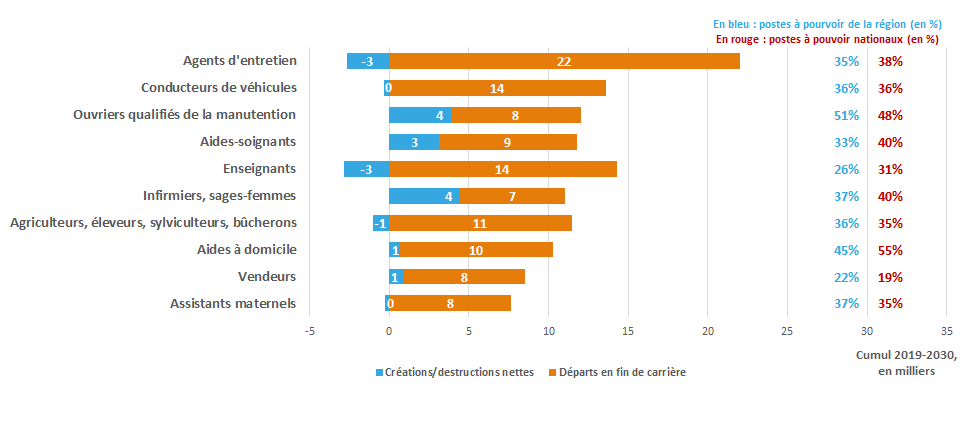 En bleu : postes à pourvoir de la région (en %)
En rouge : postes à pouvoir nationaux (en %)
Agents d'entretien -3 22 35% 38%
Conducteurs de véhicules 0 14 36% 36%
Ouvriers qualifiés de la manutention 4 8 51% 48%
Aides-soignants 3 9 33% 40%
Enseignants -3 14 26% 31%
Infirmiers, sages-femmes 4 7 37% 40%
Agriculteurs, éleveurs, sylviculteurs, bûcherons -1 11 36% 35%
Aides à domicile 1 10 45% 55%
Vendeurs 1 8 22% 19%
Assistants maternels 0 8 37% 35%
-5 0 5 10 15 20 25 30 35
Cumul 2019-2030,
en milliers
Créations/destructions nettes Départs en fin de carrière